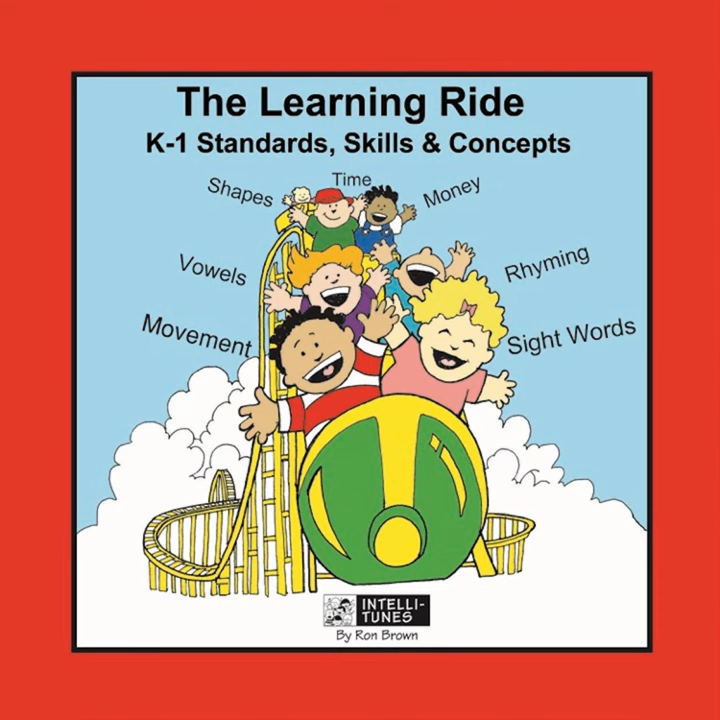 The Learning Ride
K-1 Standards, Skills & Concepts
Shapes
Time
Money
Vowels
Rhyming
Movement
Sight Words
INTELLI-
TUNES
By Ron Brown